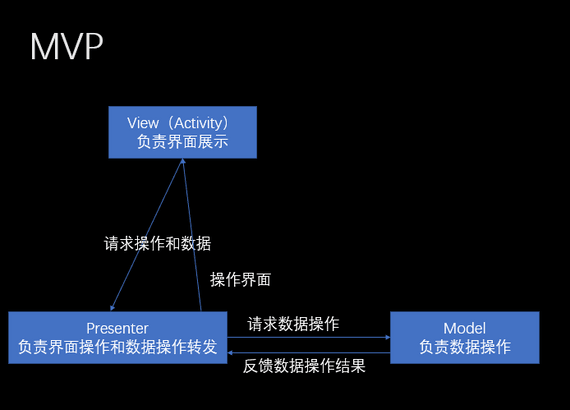 MVP
View（Activity）
负责界面展示
请求操作和数据
操作界面
Presenter
负责界面操作和数据操作转发
请求数据操作
反馈数据操作结果
Model
负责数据操作